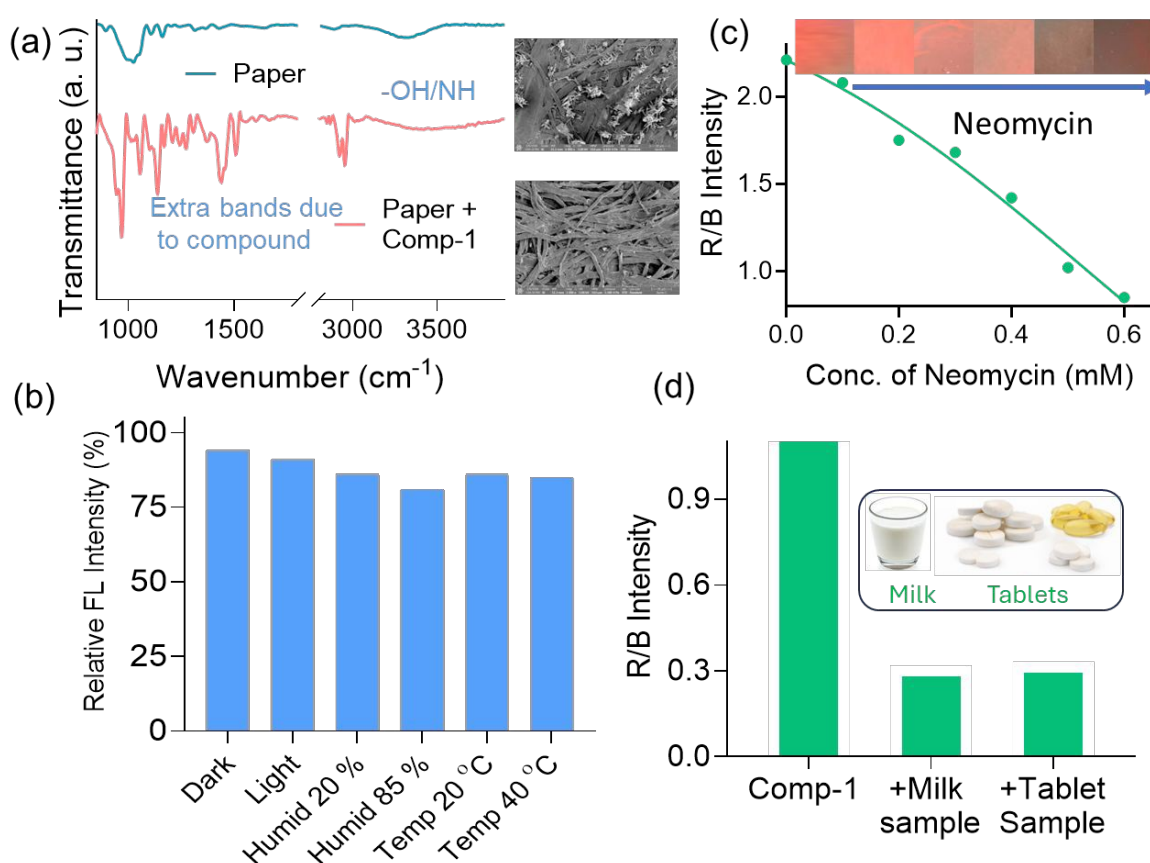 (a)
Transmittance (a. u.)
Paper
-OH/NH
Extra bands due
to compound
Paper +
Comp-1
1000
1500
3000
3500
Wavenumber (cm⁻¹)
(c)
R/B Intensity
2.0
1.5
1.0
Neomycin
0.0
0.2
0.4
0.6
Conc. of Neomycin (mM)
(b)
Relative FL Intensity (%)
100
75
50
25
0
Dark
Light
Humid 20 %
Humid 85 %
Temp 20 °C
Temp 40 °C
(d)
R/B Intensity
0.9
0.6
0.3
0.0
Milk
Tablets
Comp-1
+Milk
sample
+Tablet
Sample